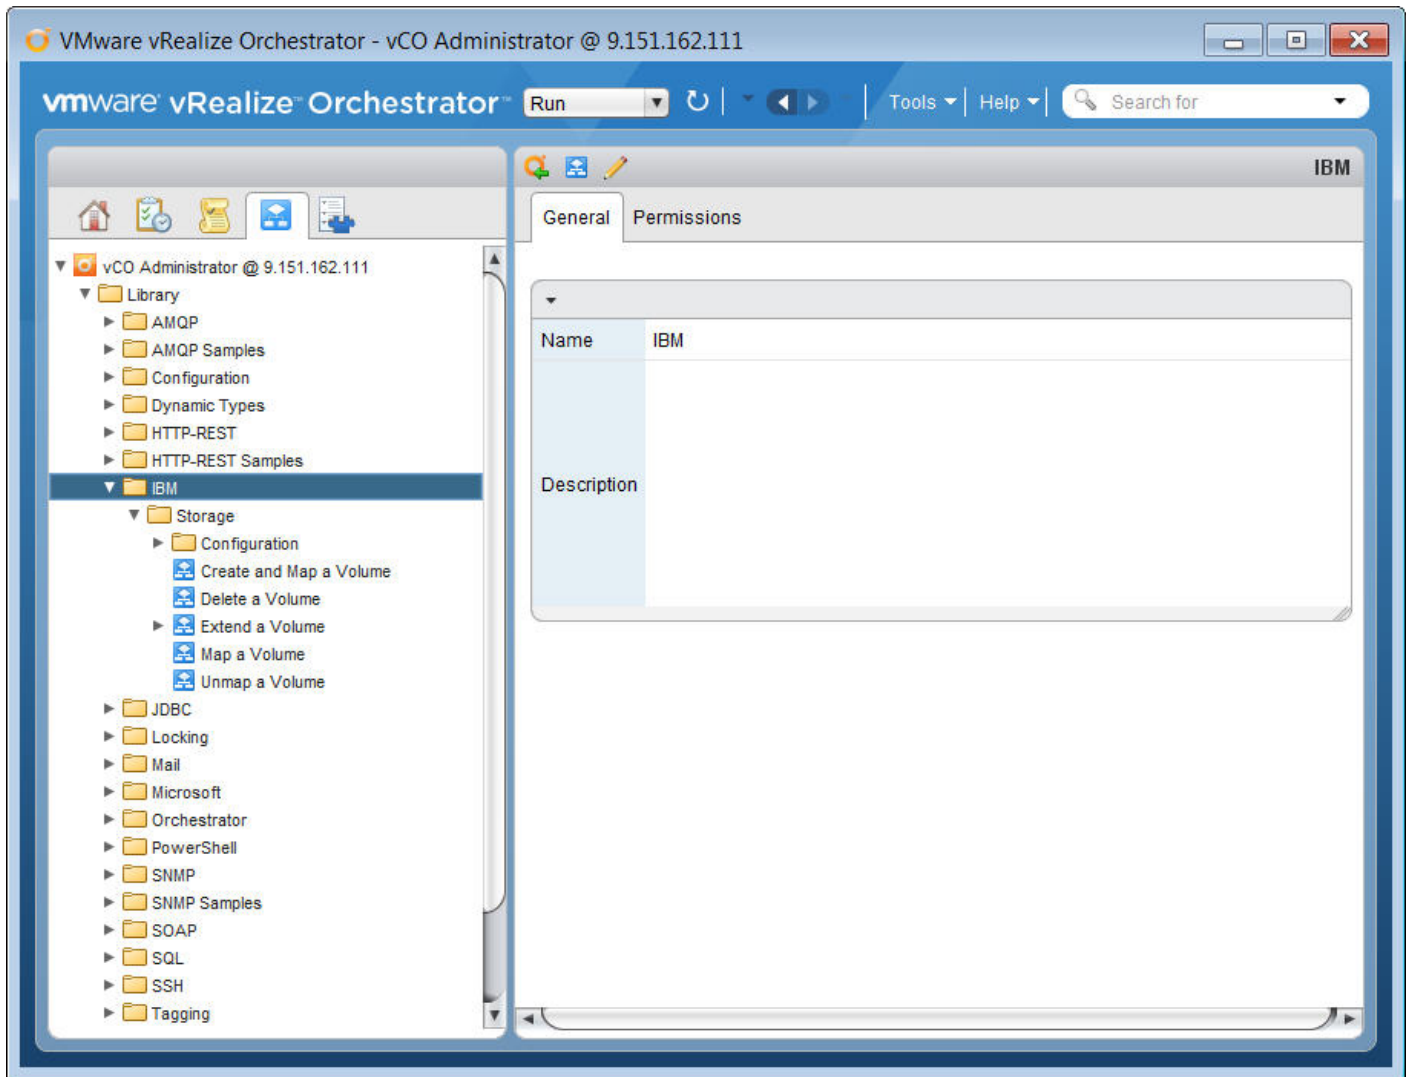 VMware vRealize Orchestrator - vCO Administrator @ 9.151.162.111
vmware vRealize™ Orchestrator™ Run Tools Help Search for
IBM
General Permissions
vCO Administrator @ 9.151.162.111
Library
AMQP
AMQP Samples
Configuration
Dynamic Types
HTTP-REST
HTTP-REST Samples
IBM
Storage
Configuration
Create and Map a Volume
Delete a Volume
Extend a Volume
Map a Volume
Unmap a Volume
JDBC
Locking
Mail
Microsoft
Orchestrator
PowerShell
SNMP
SNMP Samples
SOAP
SQL
SSH
Tagging
Name IBM
Description